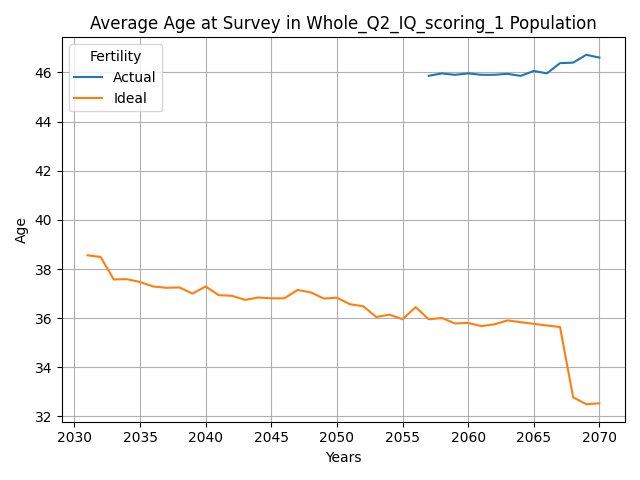 Average Age at Survey in Whole_Q2_IQ_scoring_1 Population
Fertility
Actual
Ideal
Age
46
44
42
40
38
36
34
32
2030
2035
2040
2045
2050
2055
2060
2065
2070
Years